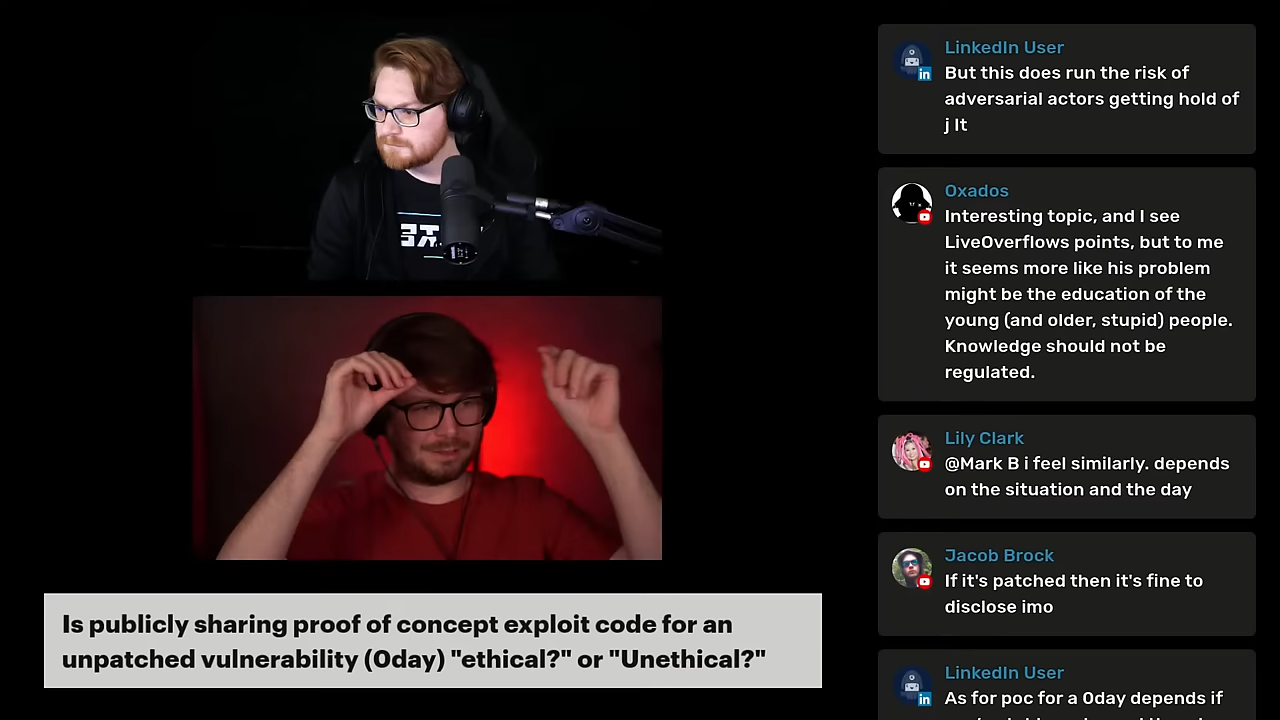 LinkedIn User
But this does run the risk of
adversarial actors getting hold of
j It
Oxados
Interesting topic, and I see
LiveOverflows points, but to me
it seems more like his problem
might be the education of the
young (and older, stupid) people.
Knowledge should not be
regulated.
Lily Clark
@Mark B i feel similarly. depends
on the situation and the day
Jacob Brock
If it's patched then it's fine to
disclose imo
LinkedIn User
As for poc for a 0day depends if
Is publicly sharing proof of concept exploit code for an
unpatched vulnerability (0day) "ethical?" or "Unethical?"